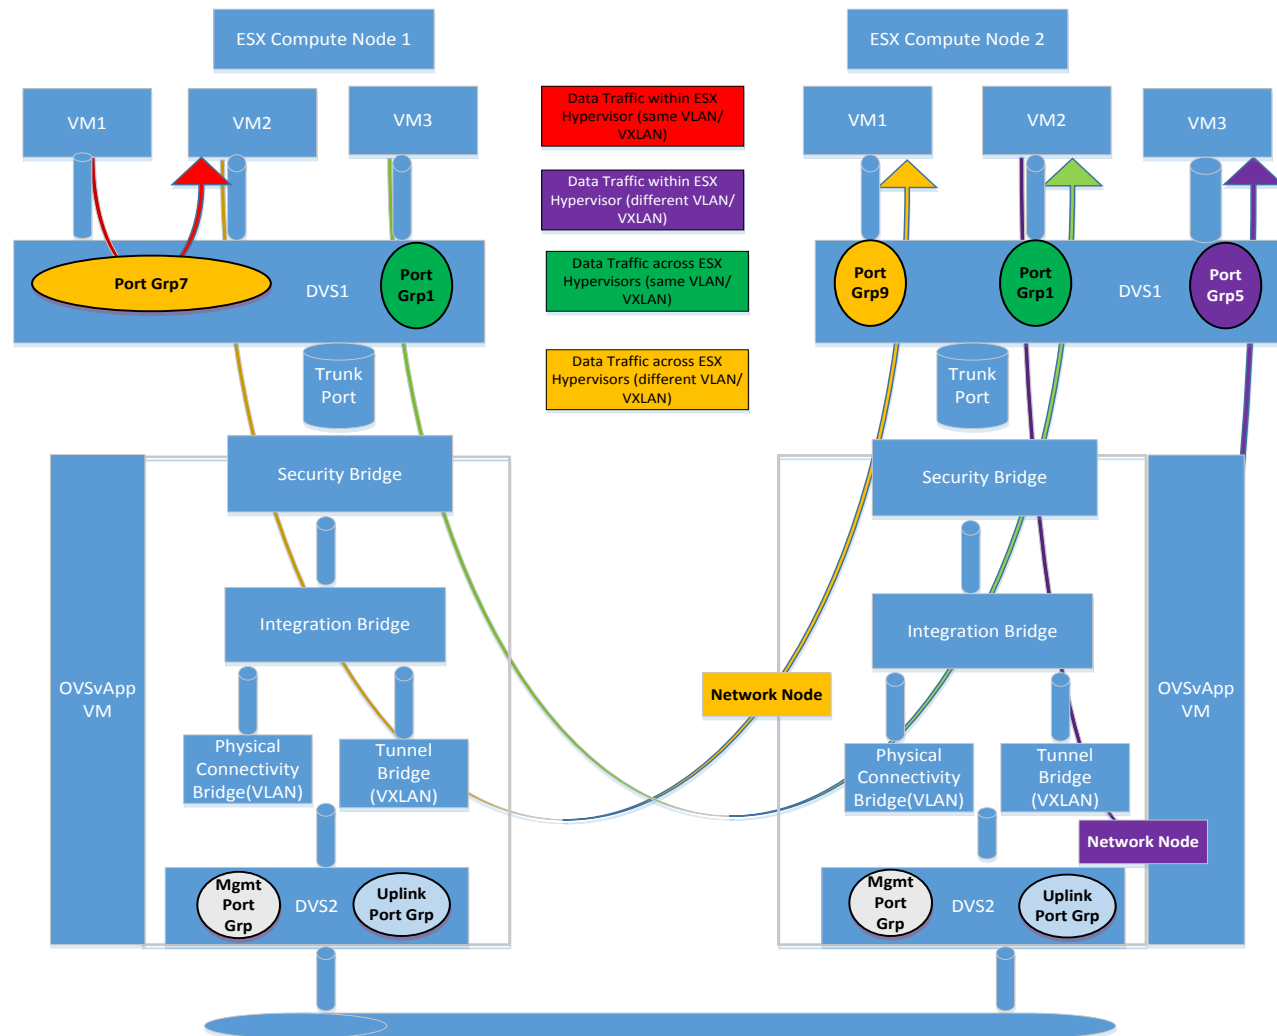 ESX Compute Node 1
ESX Compute Node 2
VM1
VM2
VM3
Data Traffic within ESX
Hypervisor (same VLAN/
VXLAN)
Data Traffic within ESX
Hypervisor (different VLAN/
VXLAN)
Data Traffic across ESX
Hypervisors (same VLAN/
VXLAN)
Data Traffic across ESX
Hypervisors (different VLAN/
VXLAN)
VM1
VM2
VM3
Port Grp7
DVS1
Port
Grp1
Port
Grp9
Port
Grp1
DVS1
Port
Grp5
Trunk
Port
Trunk
Port
Security Bridge
Security Bridge
Integration Bridge
Integration Bridge
OVSvApp
VM
Network Node
OVSvApp
VM
Physical
Connectivity
Bridge(VLAN)
Tunnel
Bridge
(VXLAN)
Physical
Connectivity
Bridge(VLAN)
Tunnel
Bridge
(VXLAN)
Network Node
Mgmt
Port
Grp
DVS2
Uplink
Port Grp
Mgmt
Port
Grp
DVS2
Uplink
Port Grp